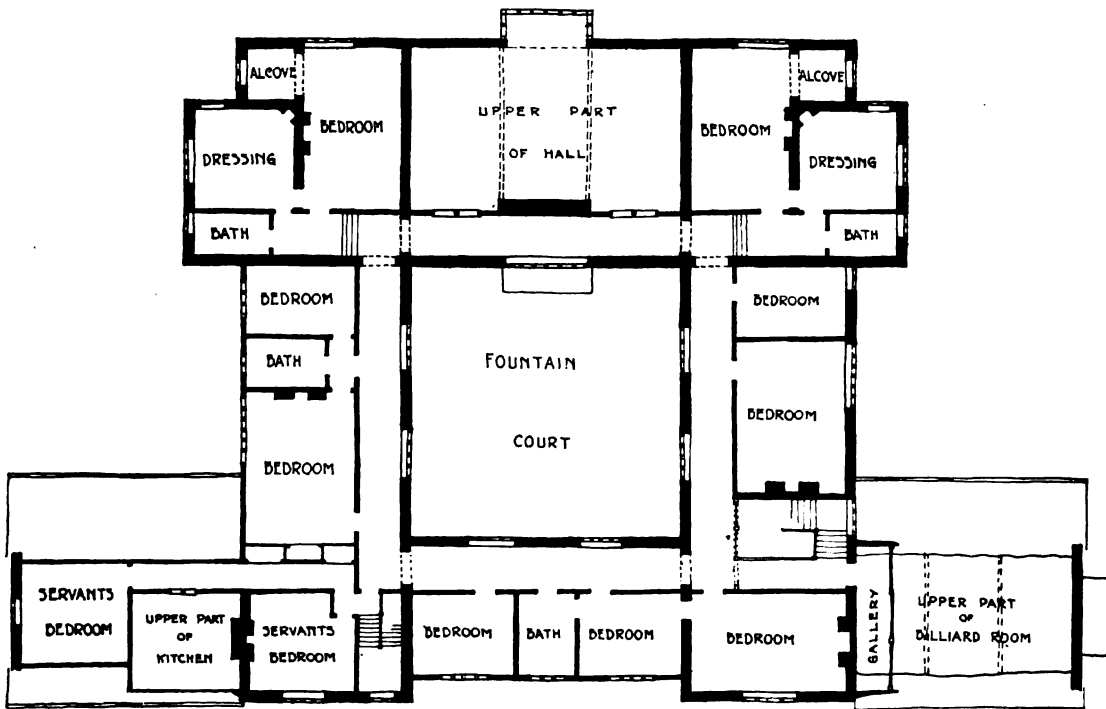 ALCOVE
BEDROOM
UPPER PART
OF HALL
BEDROOM
ALCOVE
DRESSING
DRESSING
BATH
BATH
BEDROOM
BEDROOM
BATH
FOUNTAIN
COURT
BEDROOM
BEDROOM
SERVANTS
BEDROOM
UPPER PART
OF
KITCHEN
SERVANTS
BEDROOM
BEDROOM
BATH
BEDROOM
BEDROOM
GALLERY
UPPER PART
OF
BILLIARD ROOM